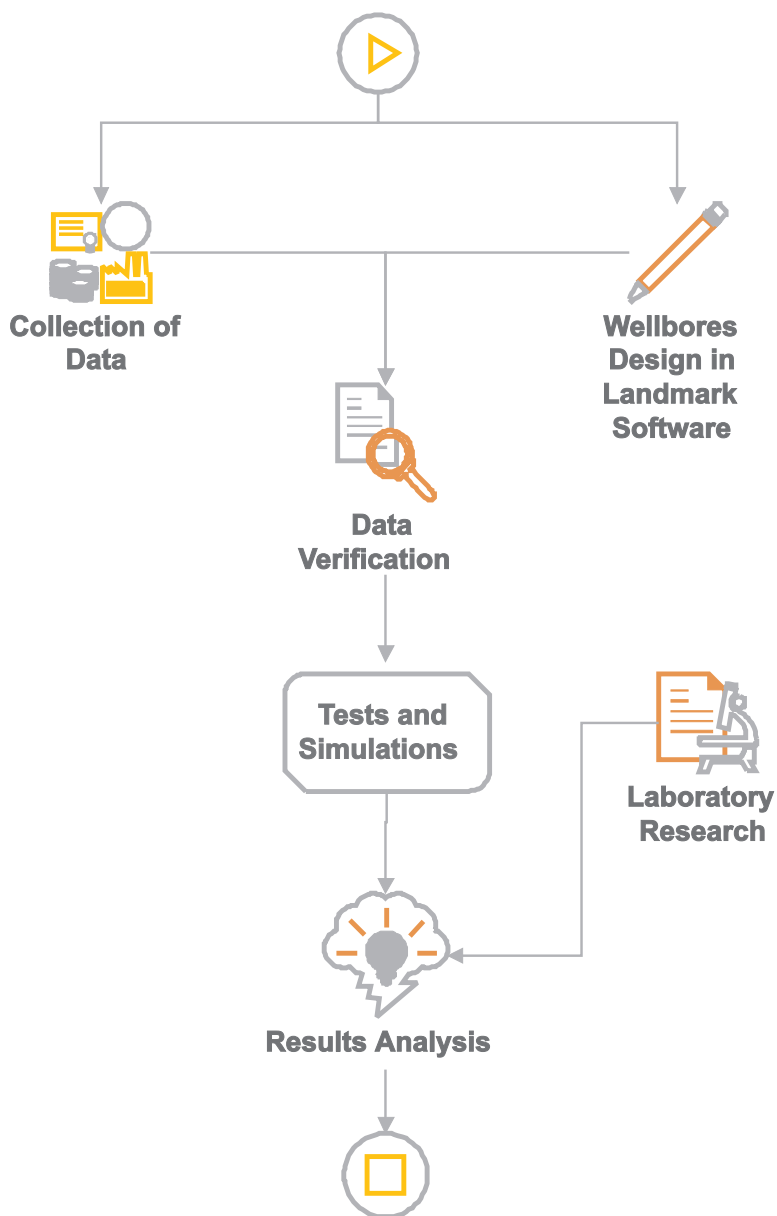 Collection of
Data
Wellbores
Design in
Landmark
Software
Data
Verification
Tests and
Simulations
Laboratory
Research
Results Analysis